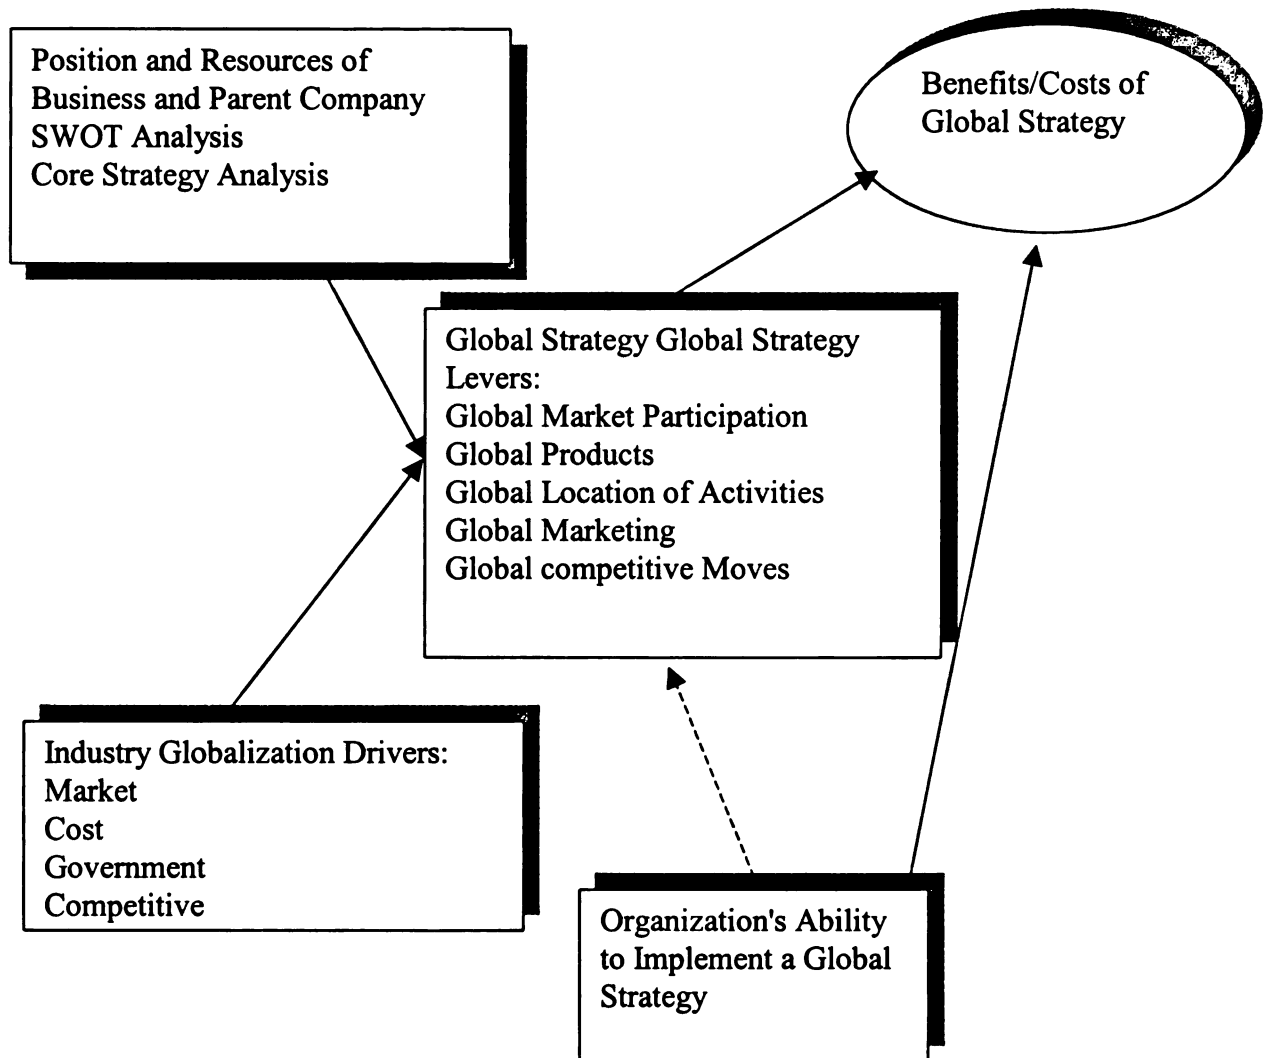 Position and Resources of
Business and Parent Company
SWOT Analysis
Core Strategy Analysis
Benefits/Costs of
Global Strategy
Global Strategy Global Strategy
Levers:
Global Market Participation
Global Products
Global Location of Activities
Global Marketing
Global competitive Moves
Industry Globalization Drivers:
Market
Cost
Government
Competitive
Organization's Ability
to Implement a Global
Strategy